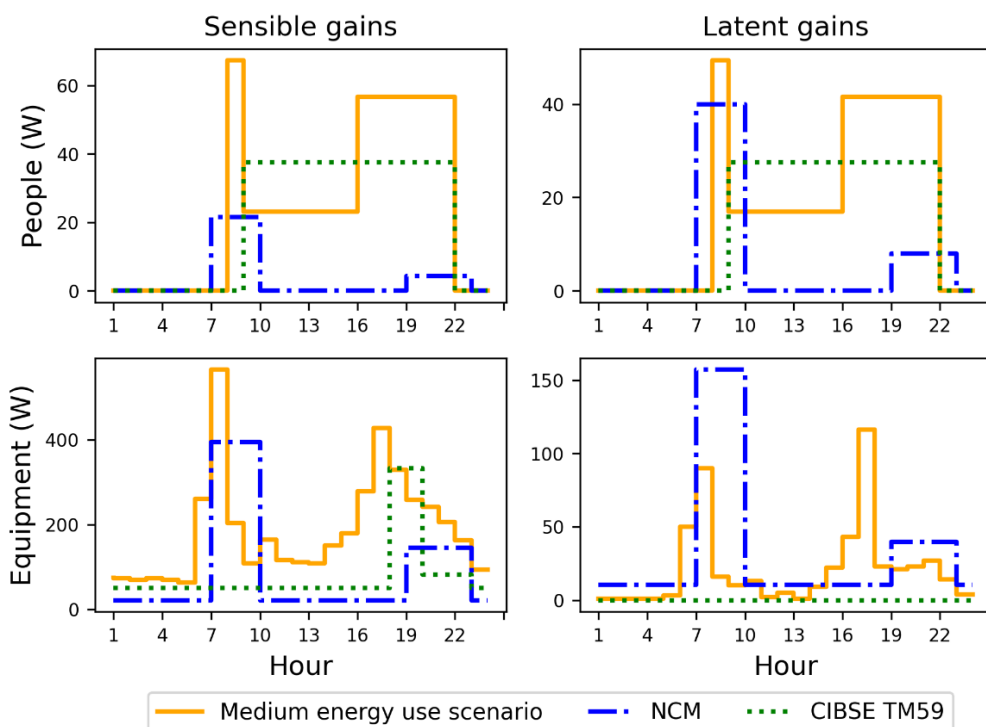 Sensible gains
Latent gains
People (W)
60
40
20
0
1 4 7 10 13 16 19 22
40
20
0
1 4 7 10 13 16 19 22
Equipment (W)
400
200
0
1 4 7 10 13 16 19 22
Hour
150
100
50
0
1 4 7 10 13 16 19 22
Hour
Medium energy use scenario NCM CIBSE TM59